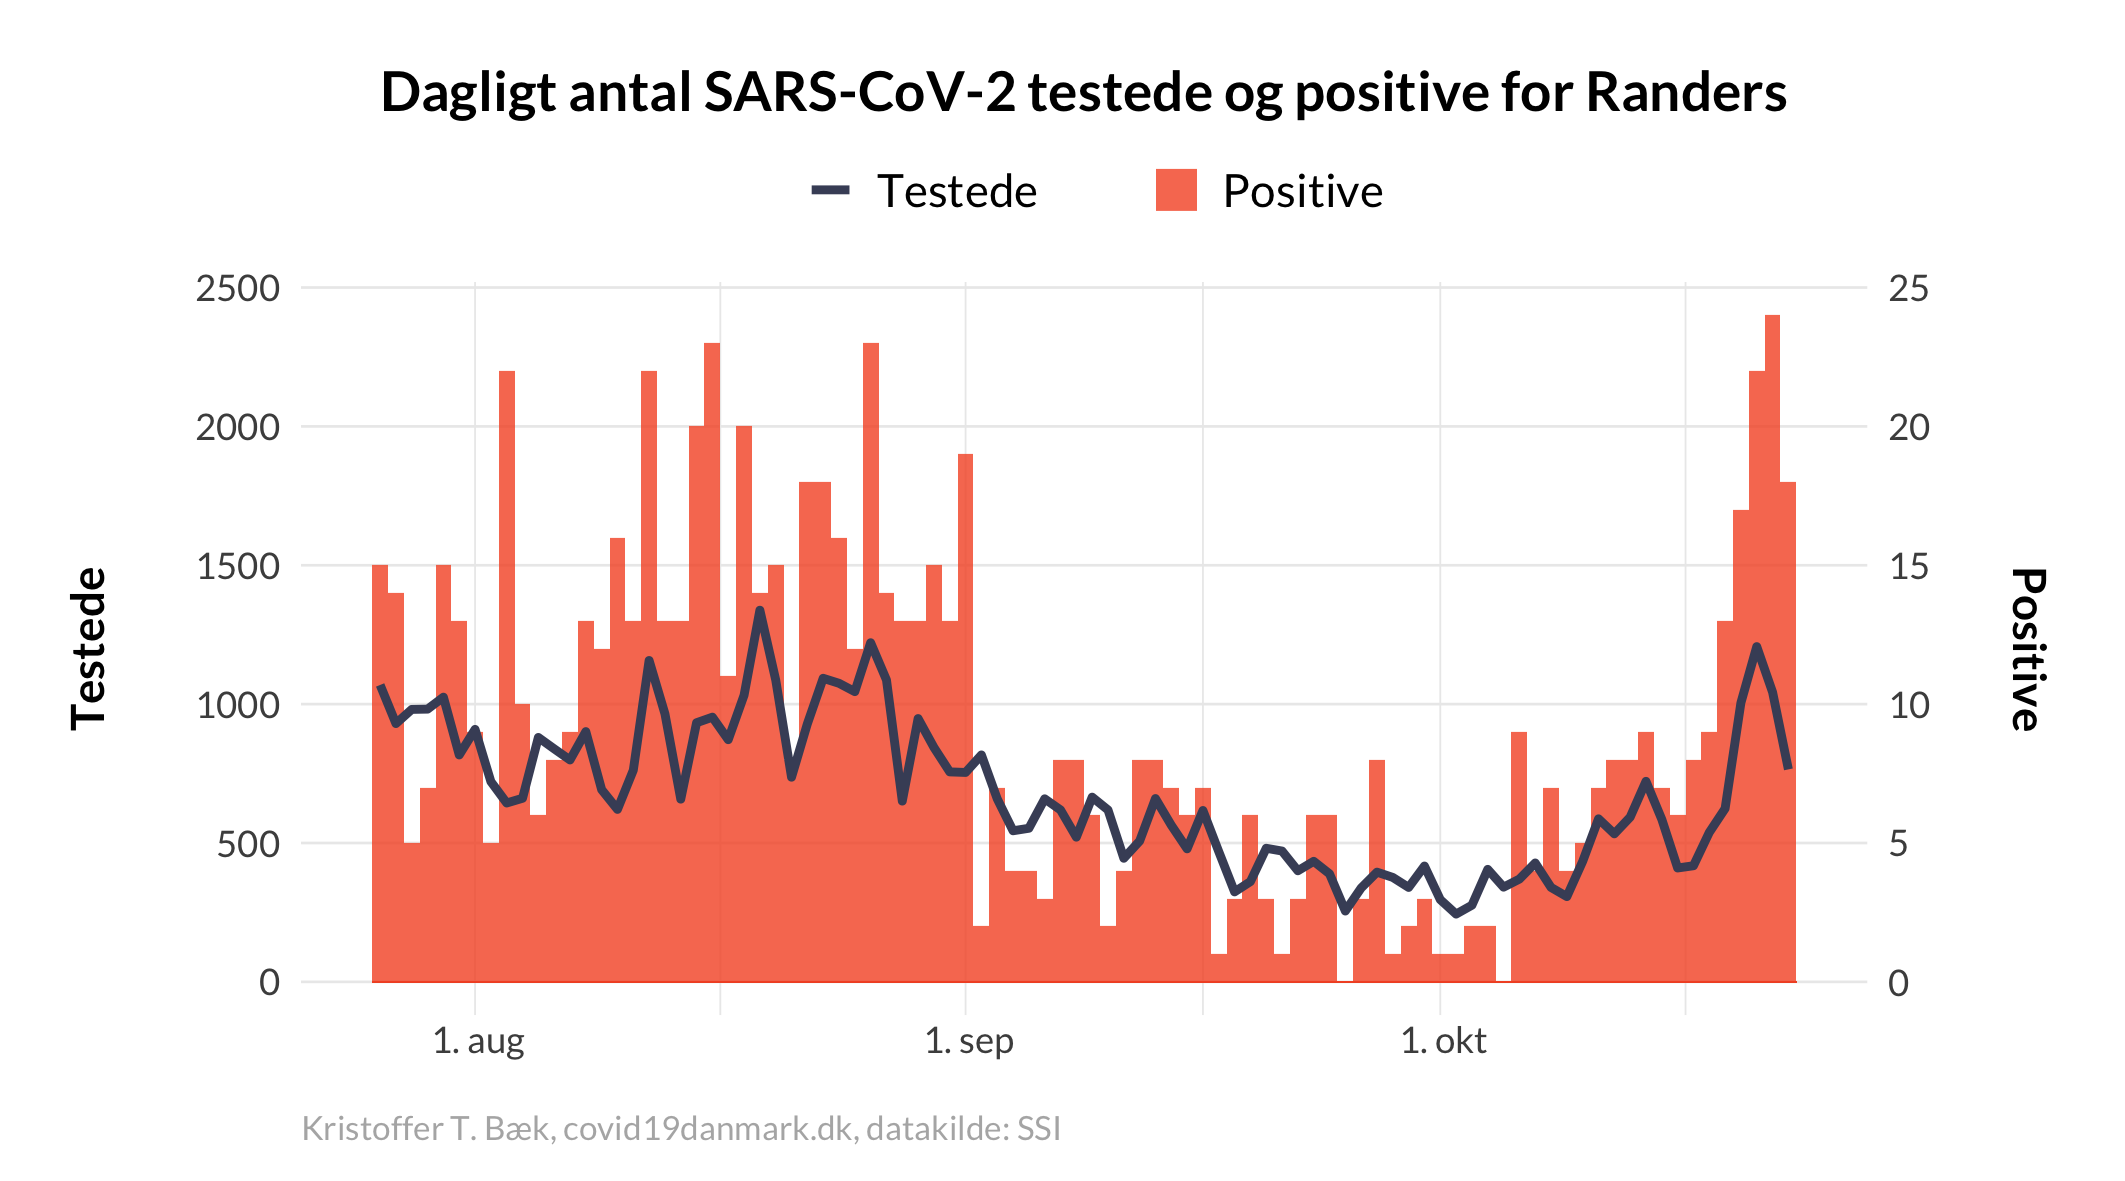 Dagligt antal SARS-CoV-2 testede og positive for Randers
Testede
Positive
2500
2000
1500
1000
500
0
25
20
15
10
5
0
Testede
Positive
1. aug
1. sep
1. okt
Kristoffer T. Bæk, covid19danmark.dk, datakilde: SSI